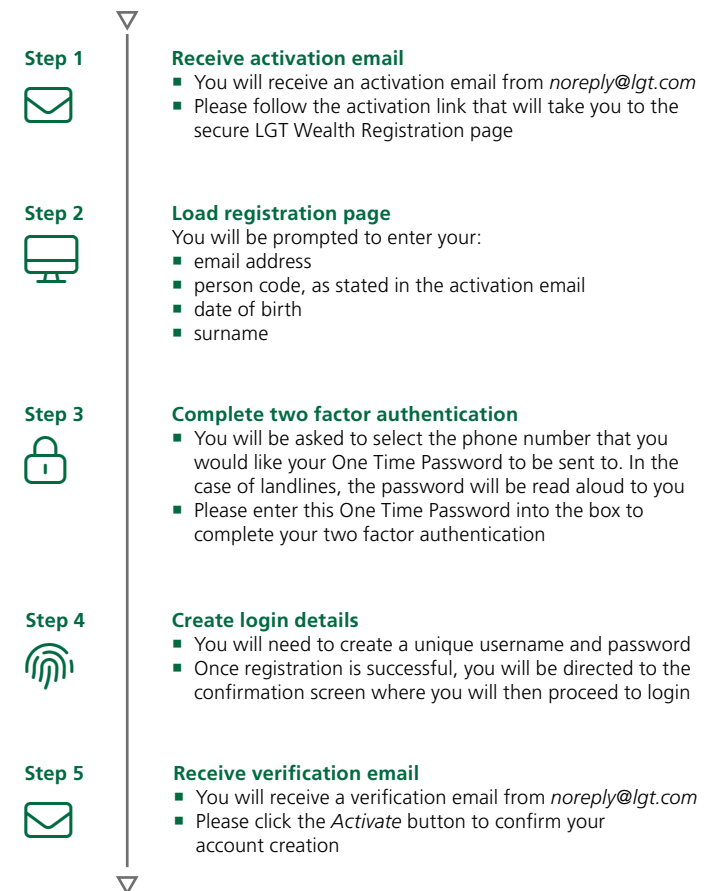 Step 1
Receive activation email
■ You will receive an activation email from noreply@lgt.com
■ Please follow the activation link that will take you to the
secure LGT Wealth Registration page
Step 2
Load registration page
You will be prompted to enter your:
■ email address
■ person code, as stated in the activation email
■ date of birth
■ surname
Step 3
Complete two factor authentication
■ You will be asked to select the phone number that you
would like your One Time Password to be sent to. In the
case of landlines, the password will be read aloud to you
■ Please enter this One Time Password into the box to
complete your two factor authentication
Step 4
Create login details
■ You will need to create a unique username and password
■ Once registration is successful, you will be directed to the
confirmation screen where you will then proceed to login
Step 5
Receive verification email
■ You will receive a verification email from noreply@lgt.com
■ Please click the Activate button to confirm your
account creation